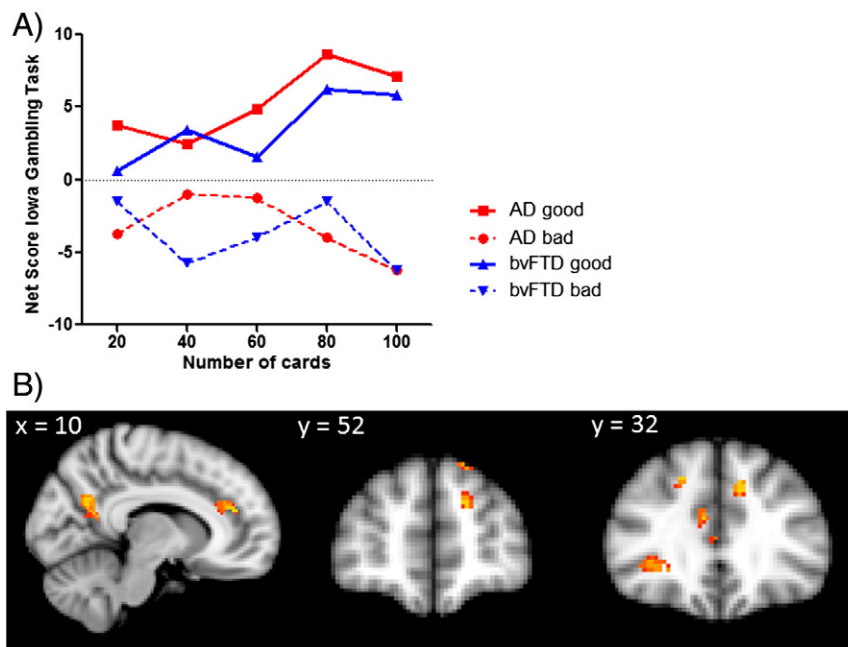 A)
Net Score Iowa Gambling Task
10
5
0
-5
-10
20 40 60 80 100
Number of cards
AD good
AD bad
bvFTD good
bvFTD bad
B)
x = 10 y = 52 y = 32